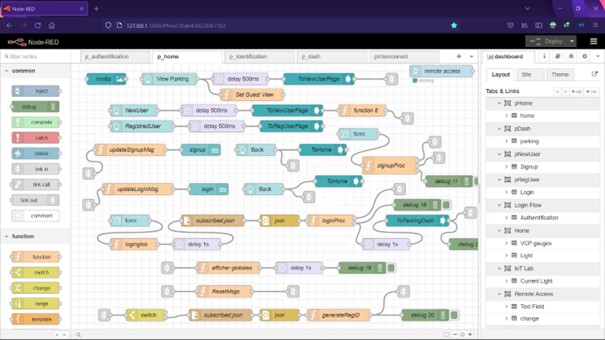 Node-RED
127.0.0.1
Node-RED
Deploy
filter nodes
p_authentification
p_home
p_identification
p_dash
pInterconnect
dashboard
common
inject
debug
complete
catch
status
link in
link call
link out
comment
function
function
switch
change
range
template
media
View Parking
delay 500ms
ToNewUserPage
remote access
Set Guest View
NewUser
delay 500ms
ToNewUserPage
function 8
RegistredUser
delay 500ms
ToRegUserPage
form
updateSignupMsg
signup
Back
ToHome
signupProc
debug 11
updateLoginMsg
login
Back
ToHome
debug 16
form
subscribed.json
json
loginProc
ToParkingDash
loginglob
delay 1s
delay 1s
afficher globales
delay 1s
debug 19
ResetMsgs
switch
subscribed.json
json
generateRegID
debug 20
Layout
Site
Theme
Tabs & Links
pHome
home
pDash
parking
pNewUser
Signup
pRegUser
Login
Login Flow
Authentification
Home
VCP gauges
Light
IoT Lab
Current Light
Remote Access
Text Field
change